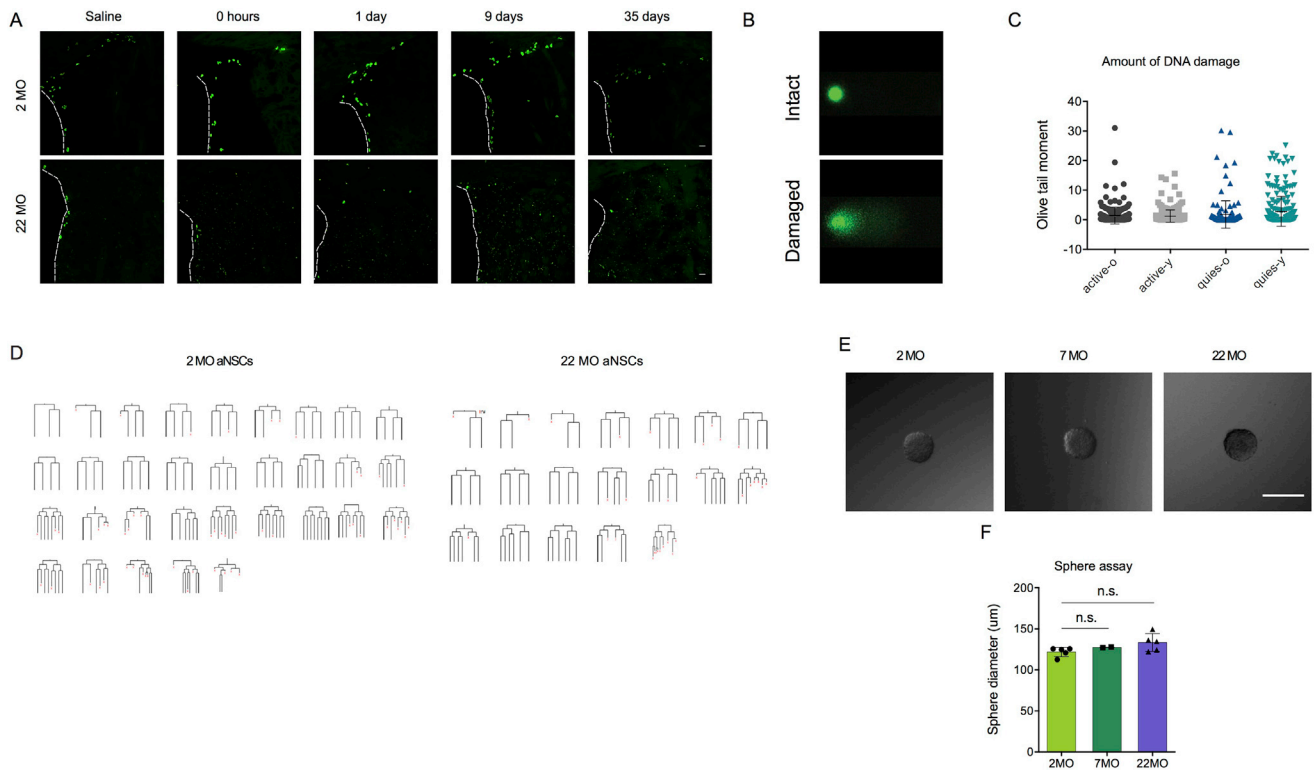 A
Saline
0 hours
1 day
9 days
35 days
2 MO
22 MO
B
Intact
Damaged
C
Amount of DNA damage
Olive tail moment
40
30
20
10
0
-10
active-o
active-y
quies-o
quies-y
D
2 MO aNSCs
22 MO aNSCs
E
2 MO
7 MO
22 MO
F
Sphere assay
Sphere diameter (um)
200
150
100
50
0
n.s.
n.s.
2MO
7MO
22MO